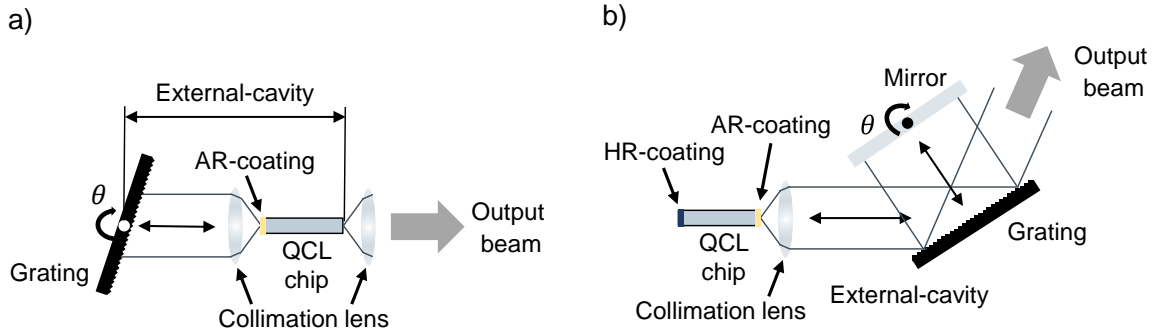 a)
External-cavity
AR-coating
θ
Grating
QCL
chip
Collimation lens
Output
beam
b)
Output
beam
Mirror
θ
AR-coating
HR-coating
QCL
chip
Grating
Collimation lens
External-cavity